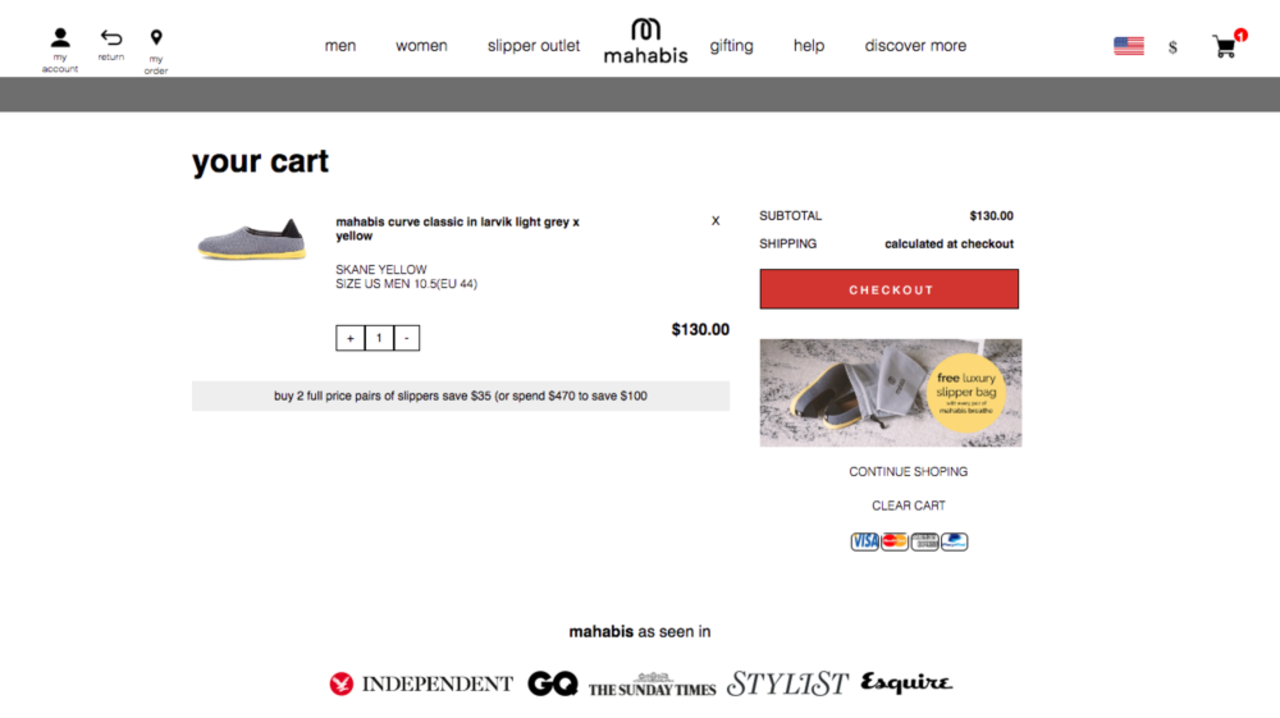 my
account
return
my
order
men
women
slipper outlet
mahabis
gifting
help
discover more
$
1
your cart
mahabis curve classic in larvik light grey x
yellow
X
SKANE YELLOW
SIZE US MEN 10.5(EU 44)
+ 1 -
$130.00
buy 2 full price pairs of slippers save $35 (or spend $470 to save $100
SUBTOTAL $130.00
SHIPPING calculated at checkout
CHECKOUT
free luxury
slipper bag
with every pair of
mahabis breathe
CONTINUE SHOPING
CLEAR CART
VISA
mahabis as seen in
INDEPENDENT
GQ
THE SUNDAY TIMES
STYLIST
Esquire